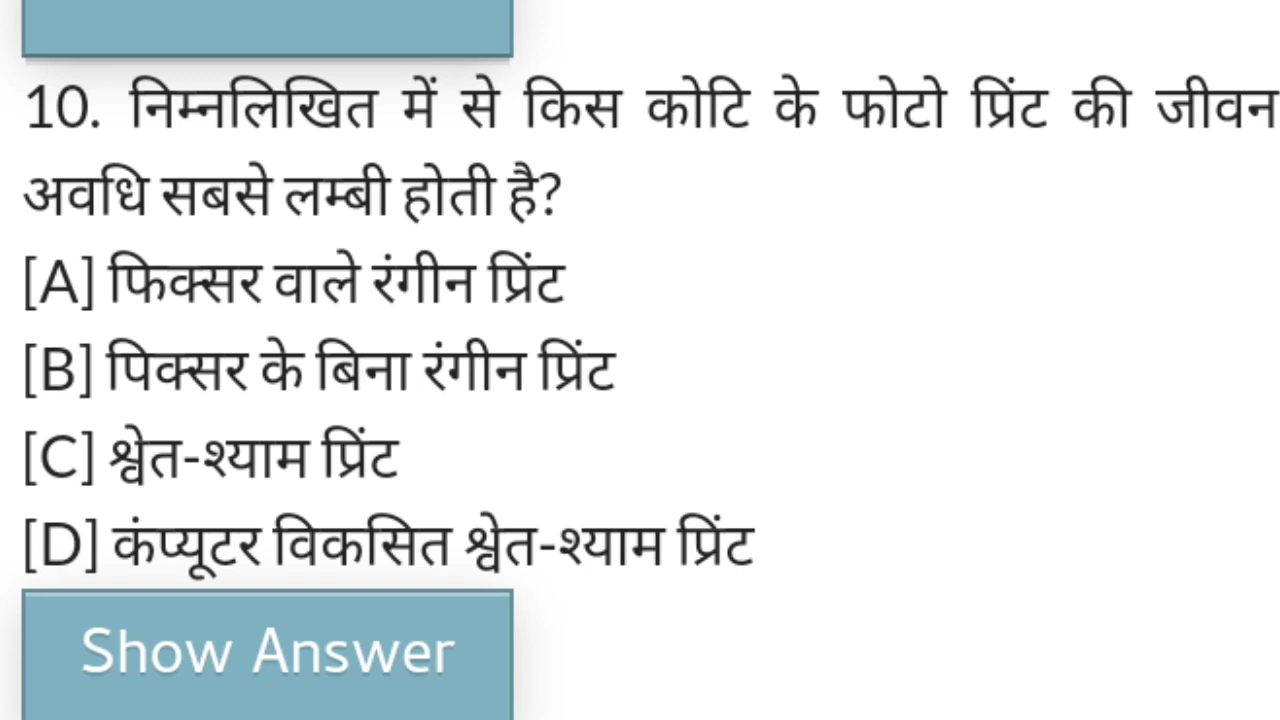 10. निम्नलिखित में से किस कोटि के फोटो प्रिंट की जीवन
अवधि सबसे लम्बी होती है?
[A] फिक्सर वाले रंगीन प्रिंट
[B] पिक्सर के बिना रंगीन प्रिंट
[C] श्वेत-श्याम प्रिंट
[D] कंप्यूटर विकसित श्वेत-श्याम प्रिंट
Show Answer